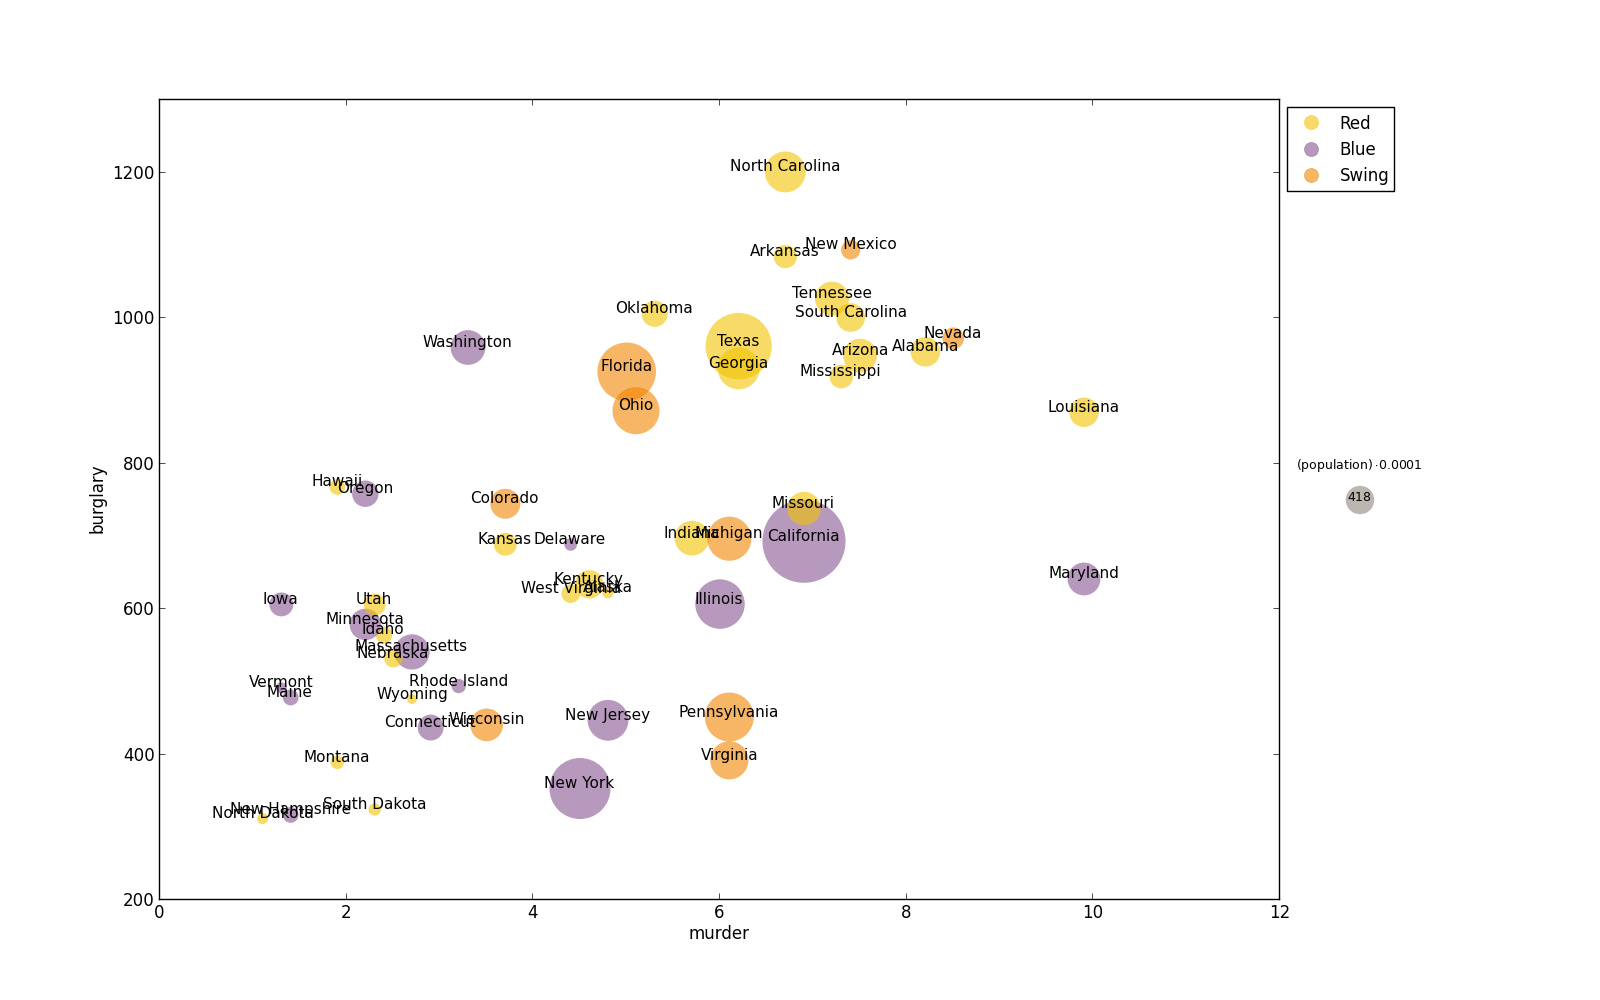 Red
Blue
Swing
1200
1000
800
600
400
200
burglary
North Carolina
New Mexico
Arkansas
Tennessee
Oklahoma
South Carolina
Nevada
Texas
Washington
Alabama
Arizona
Georgia
Florida
Mississippi
Ohio
Louisiana
(population)·0.0001
418
Hawaii
Oregon
Colorado
Missouri
Kansas
Delaware
Indiana
Michigan
California
Kentucky
Maryland
West Virginia
Alaska
Iowa
Utah
Illinois
Minnesota
Idaho
Massachusetts
Nebraska
Vermont
Rhode Island
Maine
Wyoming
Connecticut
Wisconsin
New Jersey
Pennsylvania
Montana
Virginia
New York
South Dakota
New Hampshire
North Dakota
0
2
4
6
8
10
12
murder